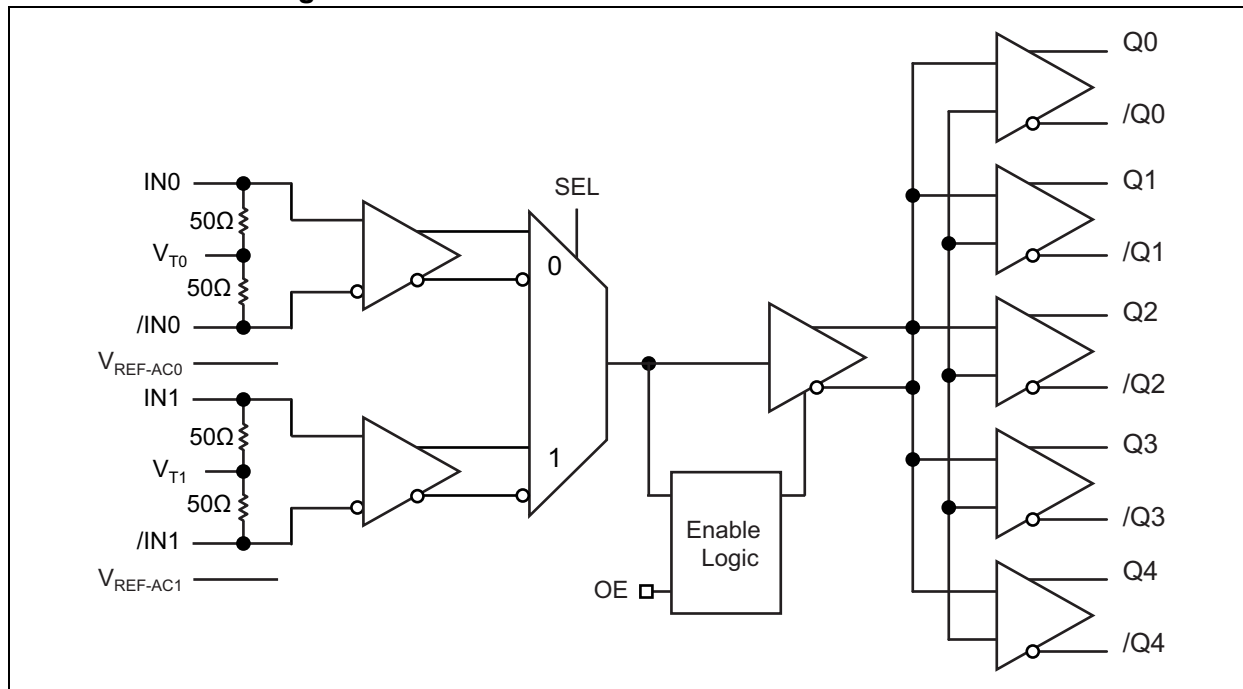 IN0
50Ω
V_T0
50Ω
/IN0
V_REF-AC0
IN1
50Ω
V_T1
50Ω
/IN1
V_REF-AC1
SEL
0
1
Enable
Logic
OE
Q0
/Q0
Q1
/Q1
Q2
/Q2
Q3
/Q3
Q4
/Q4